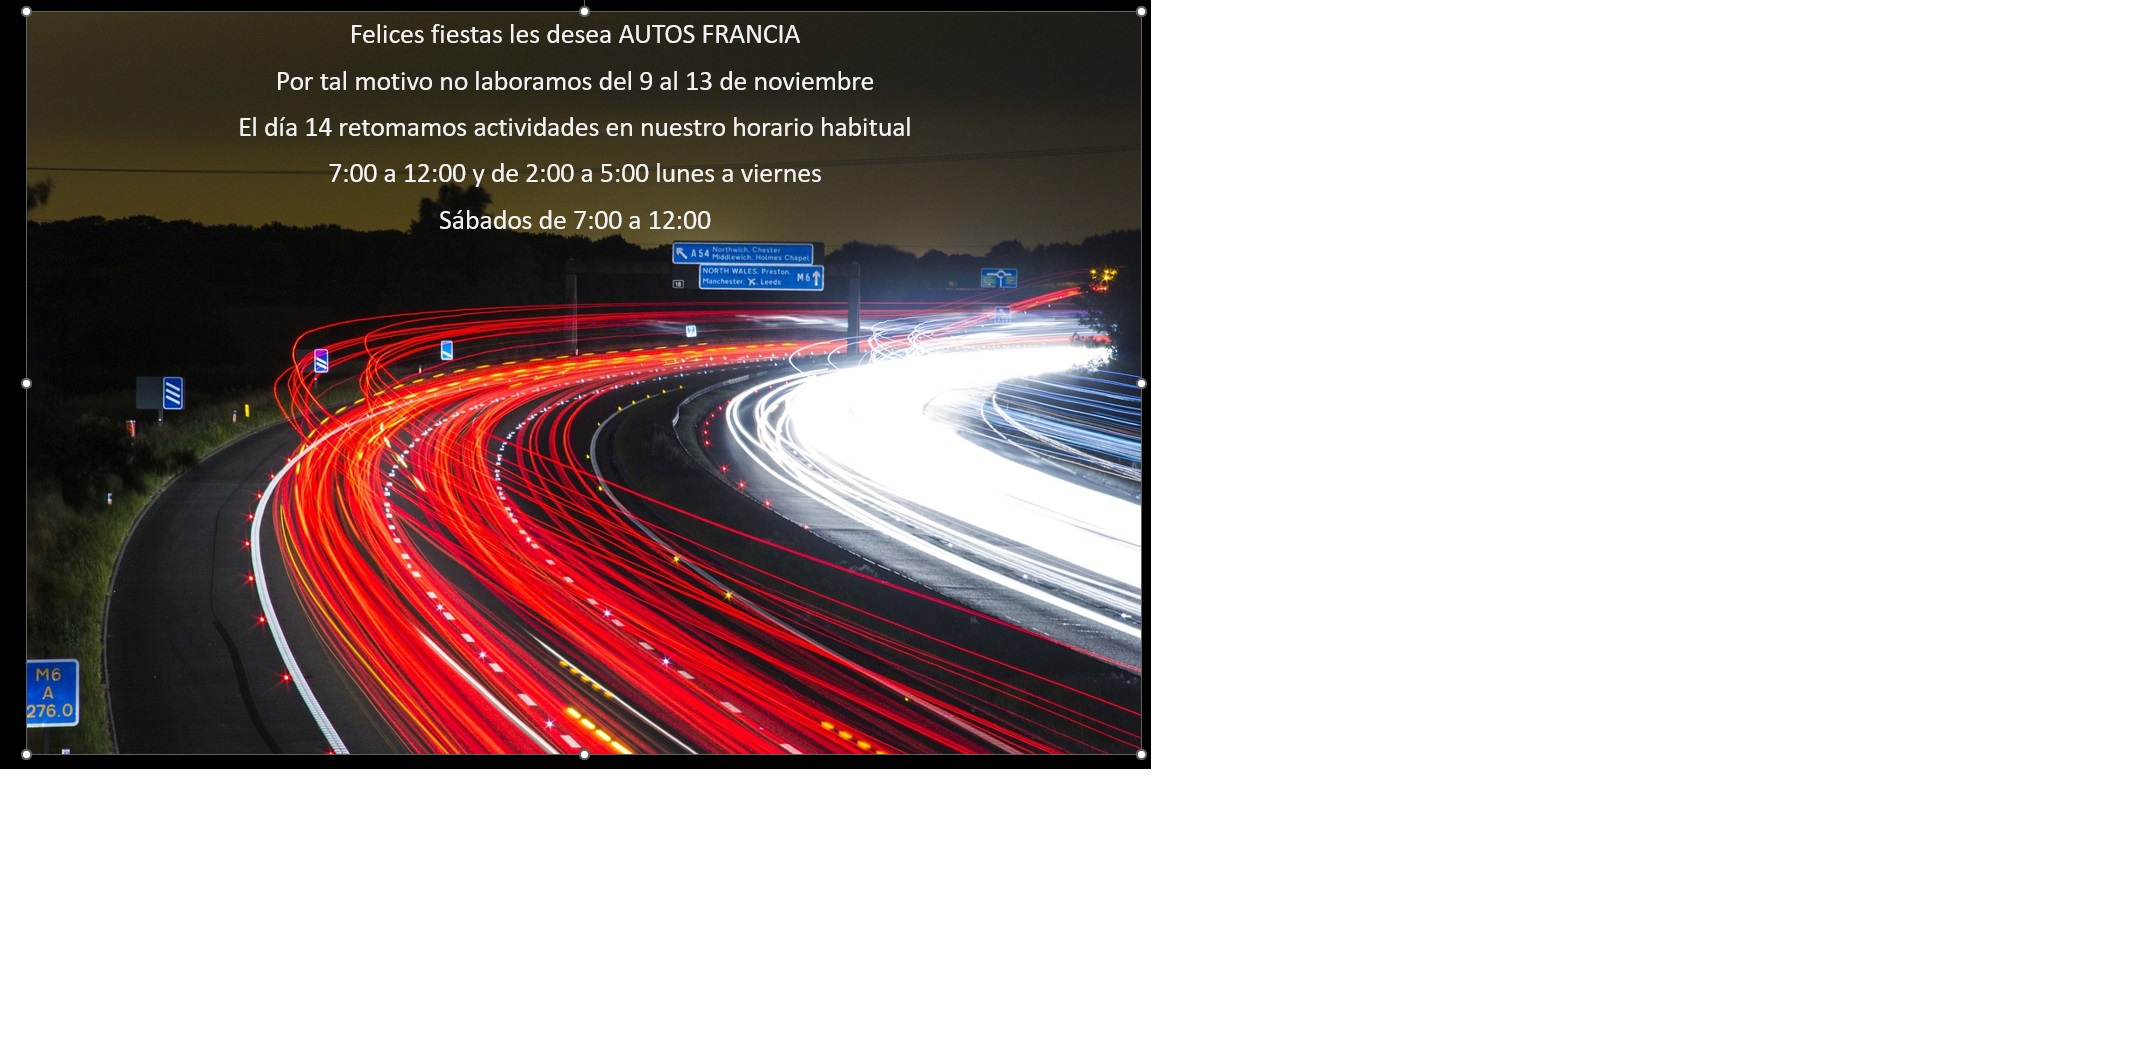 Felices fiestas les desea AUTOS FRANCIA
Por tal motivo no laboramos del 9 al 13 de noviembre
El día 14 retomamos actividades en nuestro horario habitual
7:00 a 12:00 y de 2:00 a 5:00 lunes a viernes
Sábados de 7:00 a 12:00
A54 Northwich, Chester
Middlewich, Holmes Chapel
NORTH WALES, Preston,
Manchester, Leeds M6
18
M6
A
276.0